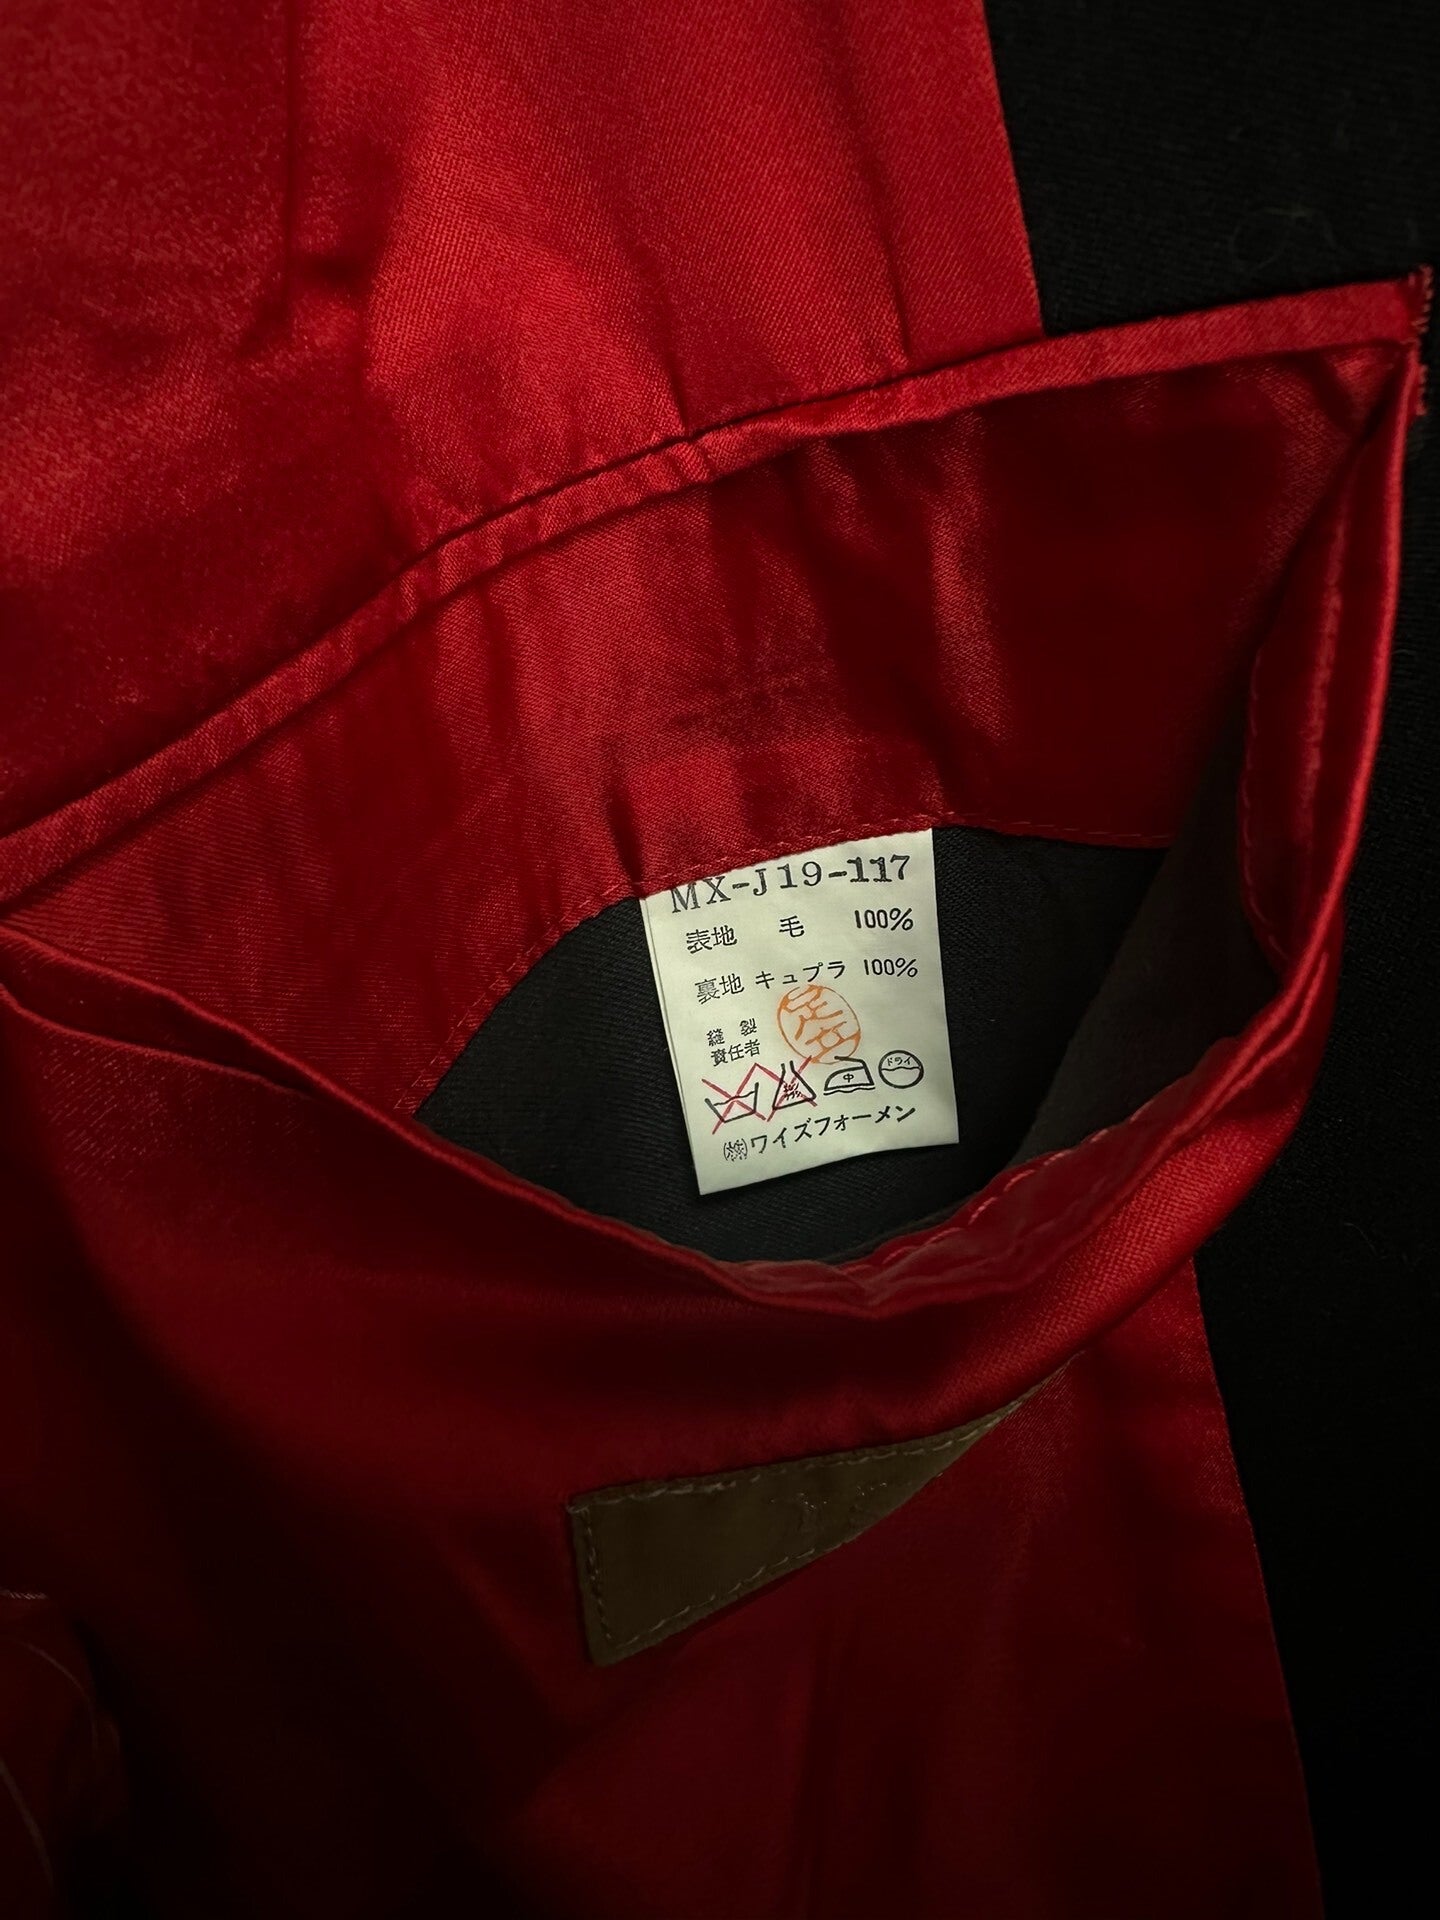 MX-J19-117
表地 毛 100%
裏地 キュプラ 100%
縫製
責任者
中
ドライ
㈱ワイズフォーメン